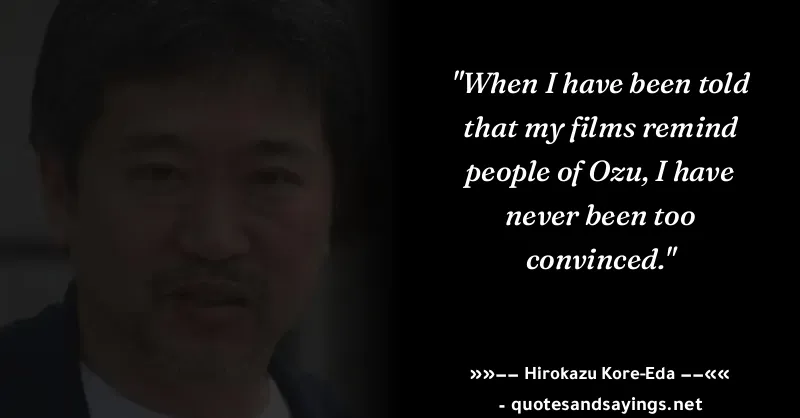 "When I have been told
that my films remind
people of Ozu, I have
never been too
convinced."
»»−− Hirokazu Kore-Eda −−««
- quotesandsayings.net